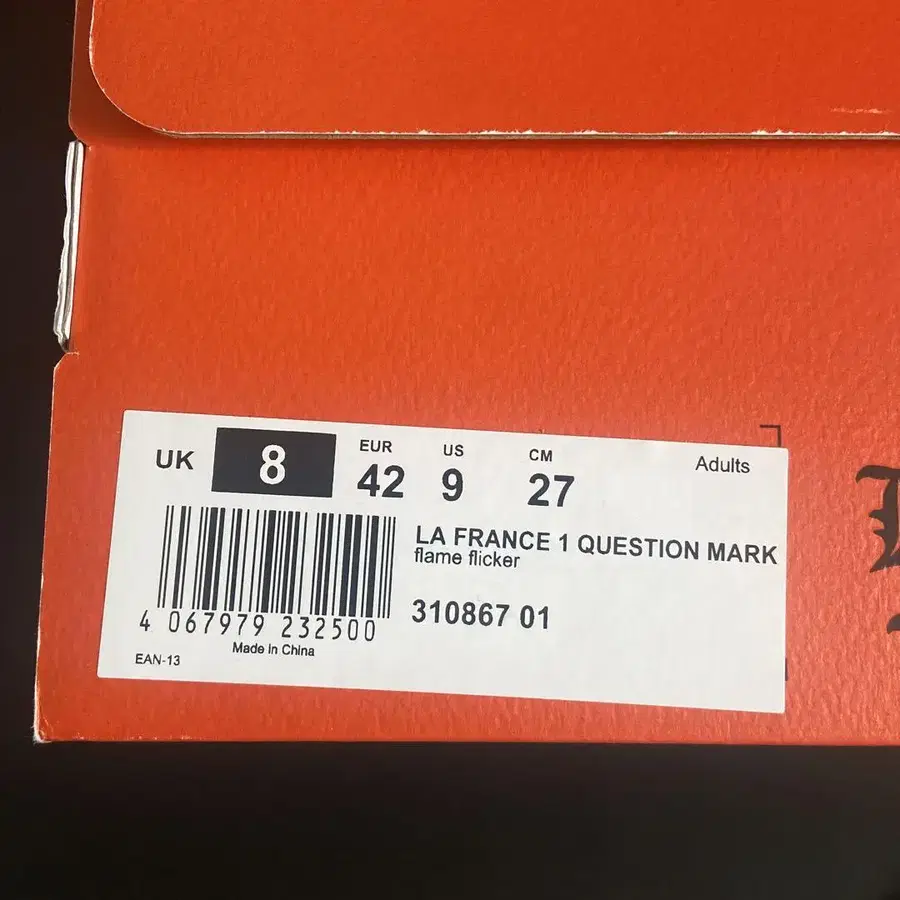 UK 8 EUR 42 US 9 CM 27 Adults
LA FRANCE 1 QUESTION MARK
flame flicker
310867 01
4 067979 232500
Made in China
EAN-13